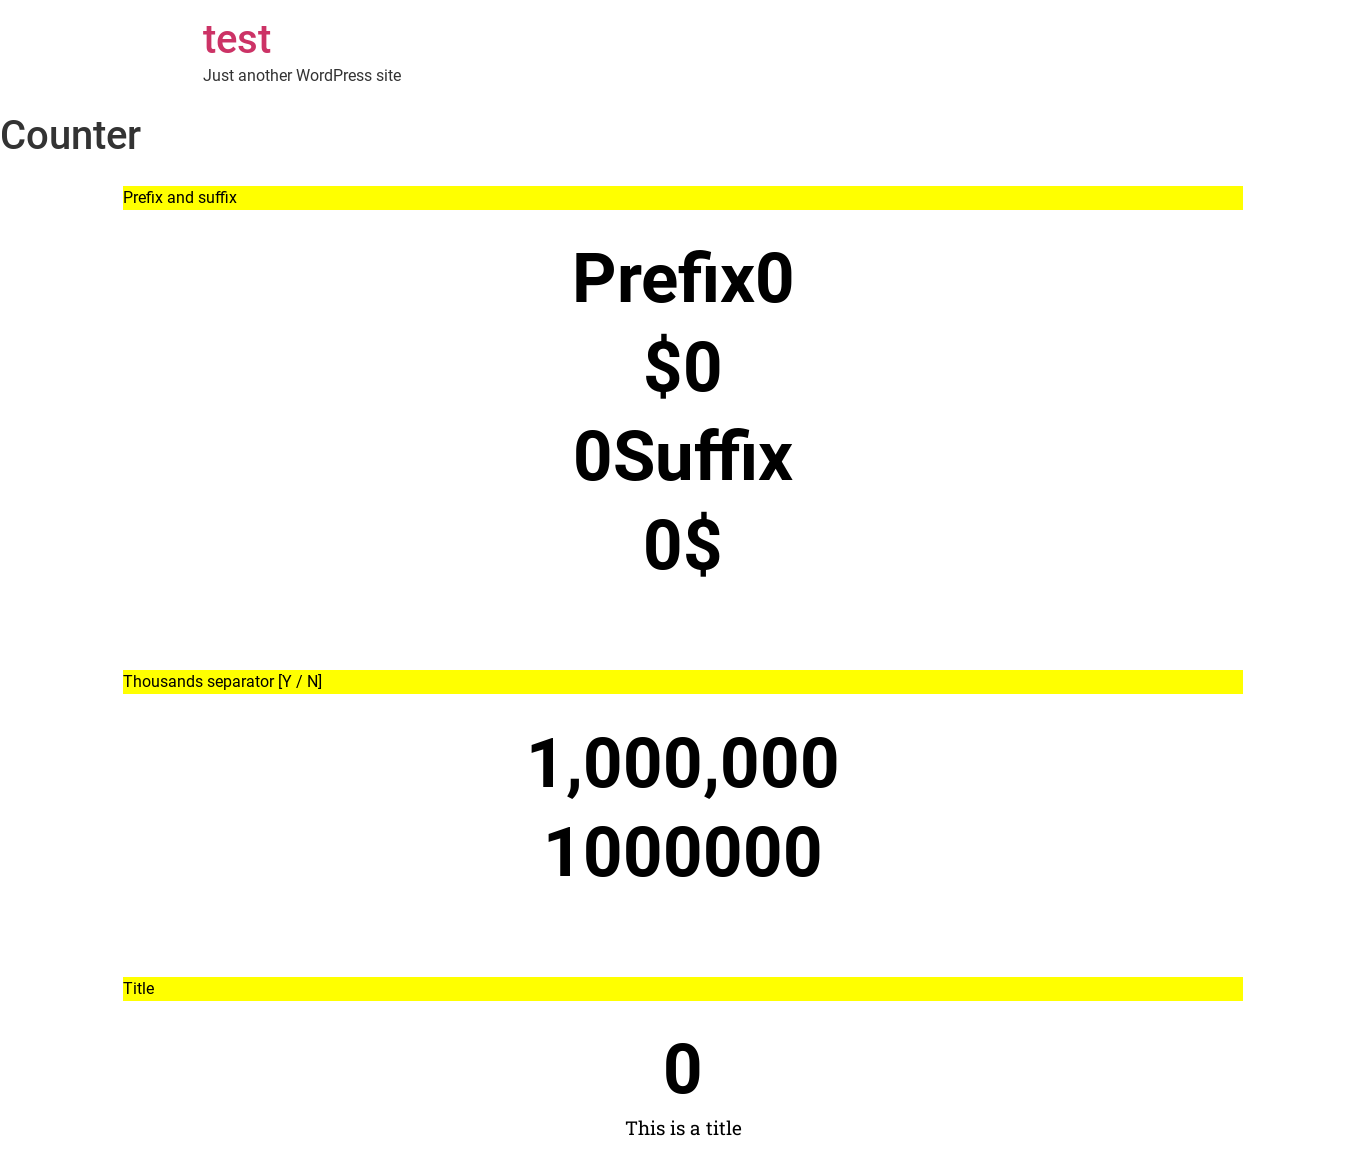 test
Just another WordPress site
Counter
Prefix and suffix
Prefix0
$0
0Suffix
0$
Thousands separator [Y / N]
1,000,000
1000000
Title
0
This is a title